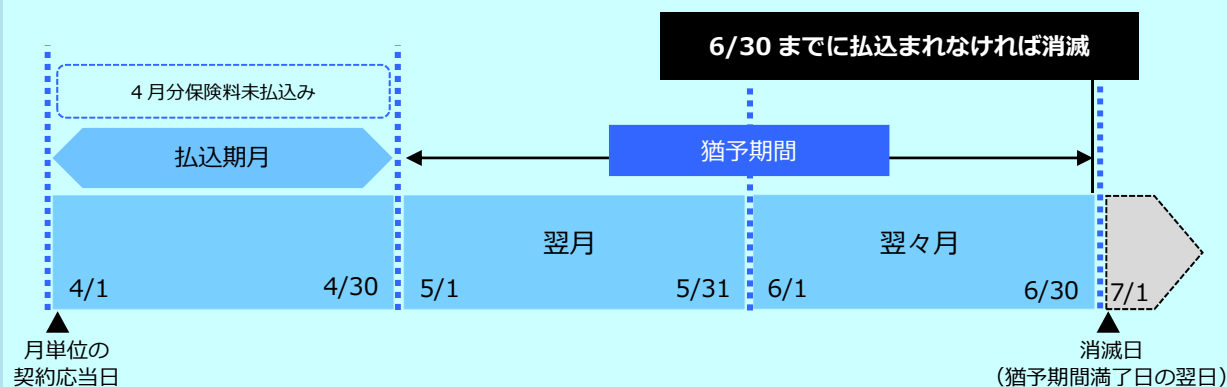 6/30 までに払込まれなければ消滅
4 月分保険料未払込み
払込期月
猶予期間
翌月
翌々月
4/1
4/30
5/1
5/31
6/1
6/30
7/1
月単位の
契約応当日
消滅日
（猶予期間満了日の翌日）